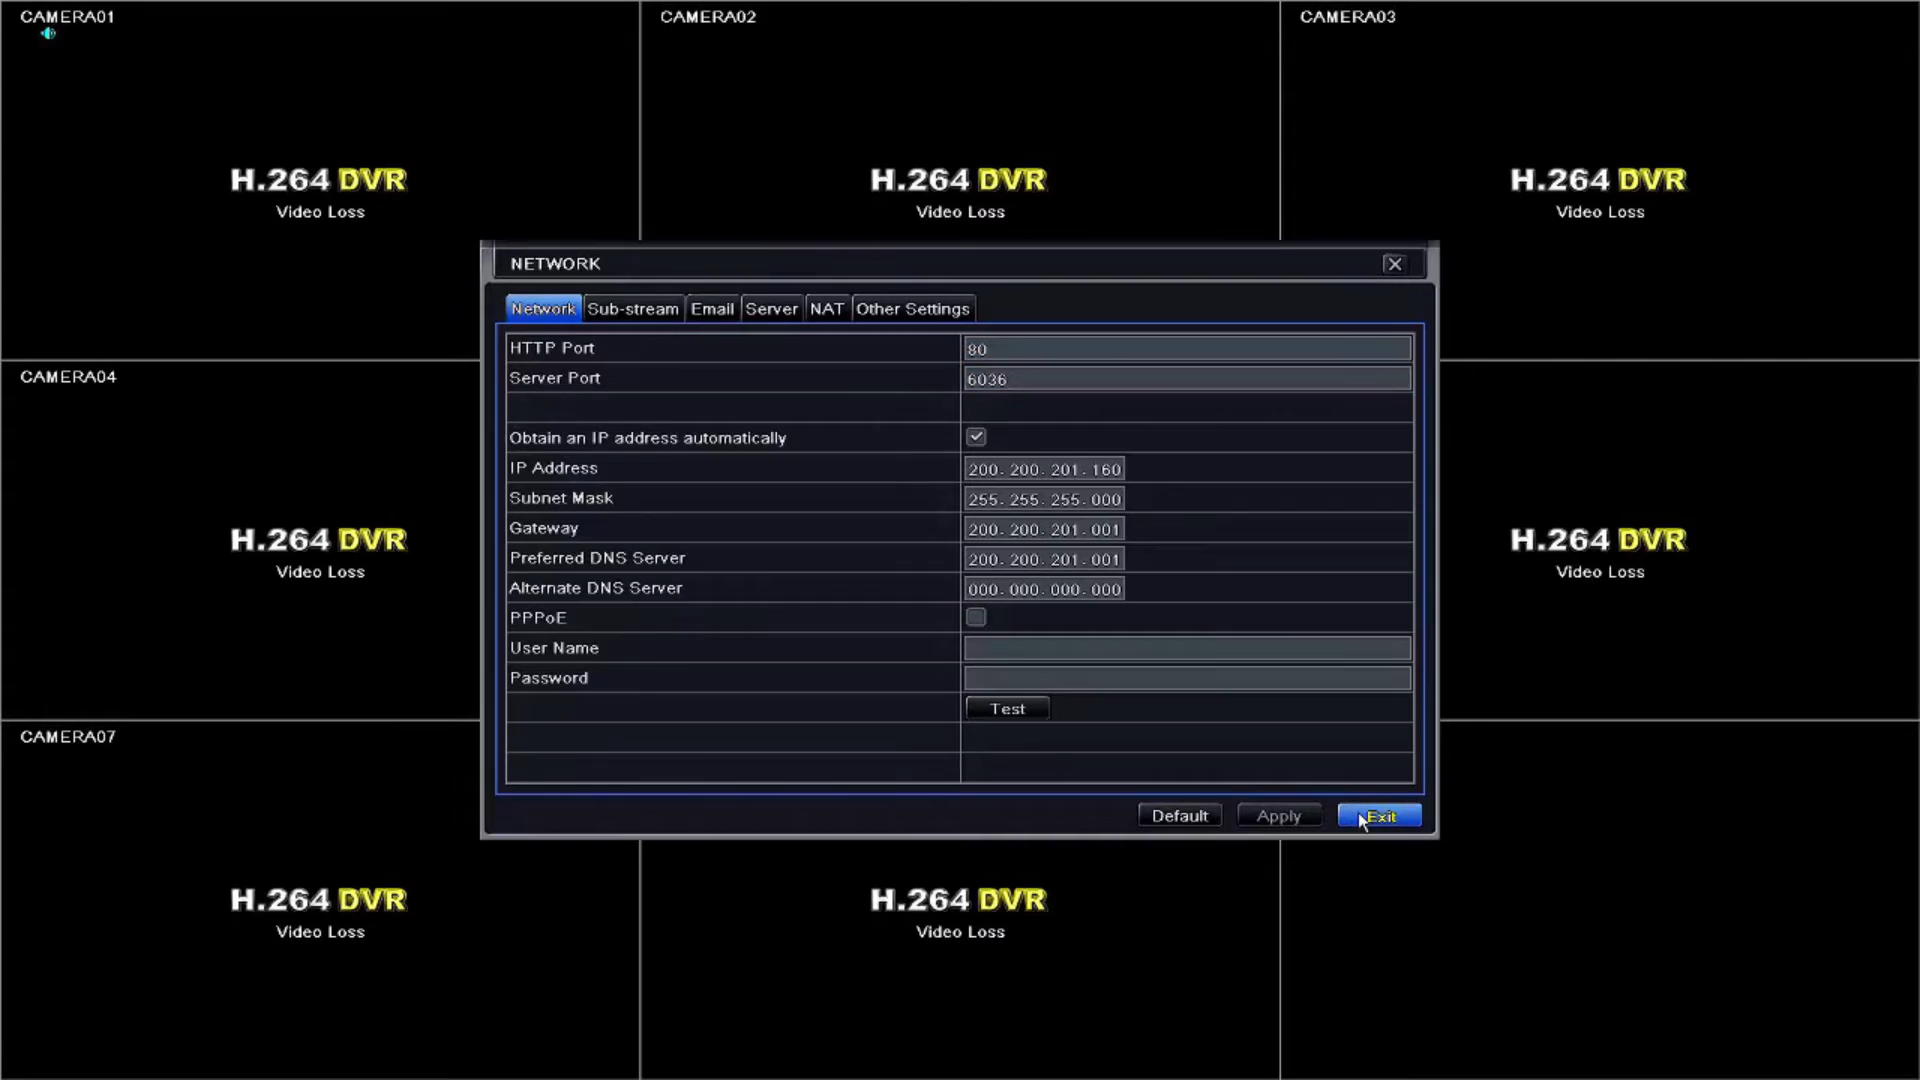 CAMERA01
CAMERA02
CAMERA03
H.264 DVR
Video Loss
H.264 DVR
Video Loss
H.264 DVR
Video Loss
NETWORK
Network Sub-stream Email Server NAT Other Settings
HTTP Port 80
Server Port 6036
Obtain an IP address automatically
IP Address 200. 200. 201. 160
Subnet Mask 255. 255. 255. 000
Gateway 200. 200. 201. 001
Preferred DNS Server 200. 200. 201. 001
Alternate DNS Server 000. 000. 000. 000
PPPoE
User Name
Password
Test
Default Apply Exit
CAMERA04
H.264 DVR
Video Loss
H.264 DVR
Video Loss
CAMERA07
H.264 DVR
Video Loss
H.264 DVR
Video Loss